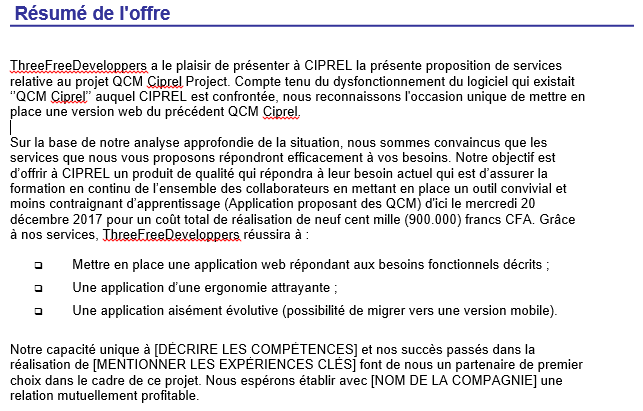 Résumé de l'offre
ThreeFreeDeveloppers a le plaisir de présenter à CIPREL la présente proposition de services
relative au projet QCM Ciprel Project. Compte tenu du dysfonctionnement du logiciel qui existait
‘'QCM Ciprel’' auquel CIPREL est confrontée, nous reconnaissons l'occasion unique de mettre en
place une version web du précédent QCM Ciprel.
Sur la base de notre analyse approfondie de la situation, nous sommes convaincus que les
services que nous vous proposons répondront efficacement à vos besoins. Notre objectif est
d’offrir à CIPREL un produit de qualité qui répondra à leur besoin actuel qui est d’assurer la
formation en continu de l’ensemble des collaborateurs en mettant en place un outil convivial et
moins contraignant d’apprentissage (Application proposant des QCM) d'ici le mercredi 20
décembre 2017 pour un coût total de réalisation de neuf cent mille (900.000) francs CFA. Grâce
à nos services, ThreeFreeDeveloppers réussira à :
❑ Mettre en place une application web répondant aux besoins fonctionnels décrits ;
❑ Une application d’une ergonomie attrayante ;
❑ Une application aisément évolutive (possibilité de migrer vers une version mobile).
Notre capacité unique à [DÉCRIRE LES COMPÉTENCES] et nos succès passés dans la
réalisation de [MENTIONNER LES EXPÉRIENCES CLÉS] font de nous un partenaire de premier
choix dans le cadre de ce projet. Nous espérons établir avec [NOM DE LA COMPAGNIE] une
relation mutuellement profitable.